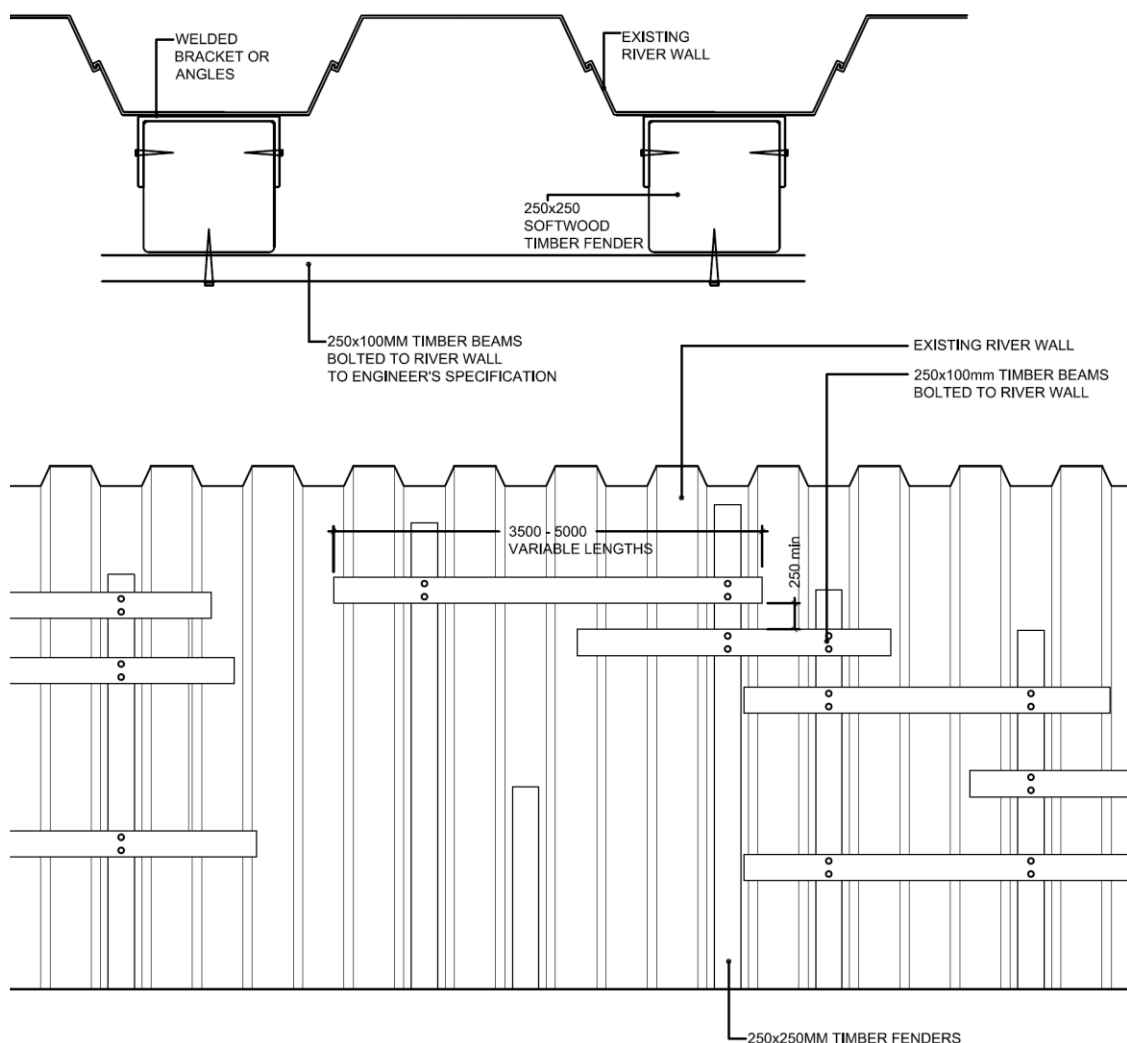 WELDED
BRACKET OR
ANGLES
EXISTING
RIVER WALL
250x250
SOFTWOOD
TIMBER FENDER
250x100MM TIMBER BEAMS
BOLTED TO RIVER WALL
TO ENGINEER'S SPECIFICATION
EXISTING RIVER WALL
250x100mm TIMBER BEAMS
BOLTED TO RIVER WALL
3500 - 5000
VARIABLE LENGTHS
250 min
250x250MM TIMBER FENDERS